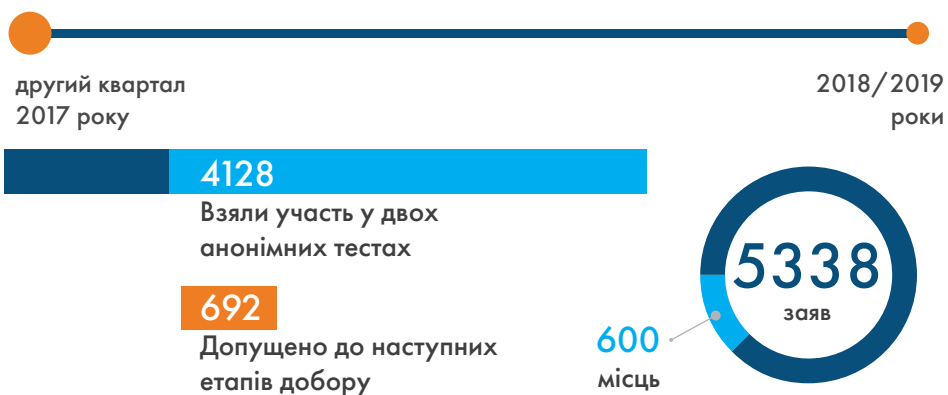 другий квартал
2017 року
2018/2019
роки
4128
Взяли участь у двох
анонімних тестах
692
Допущено до наступних
етапів добору
5338
заяв
600
місць